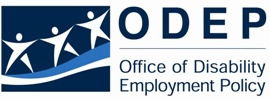 ODEP
Office of Disability
Employment Policy